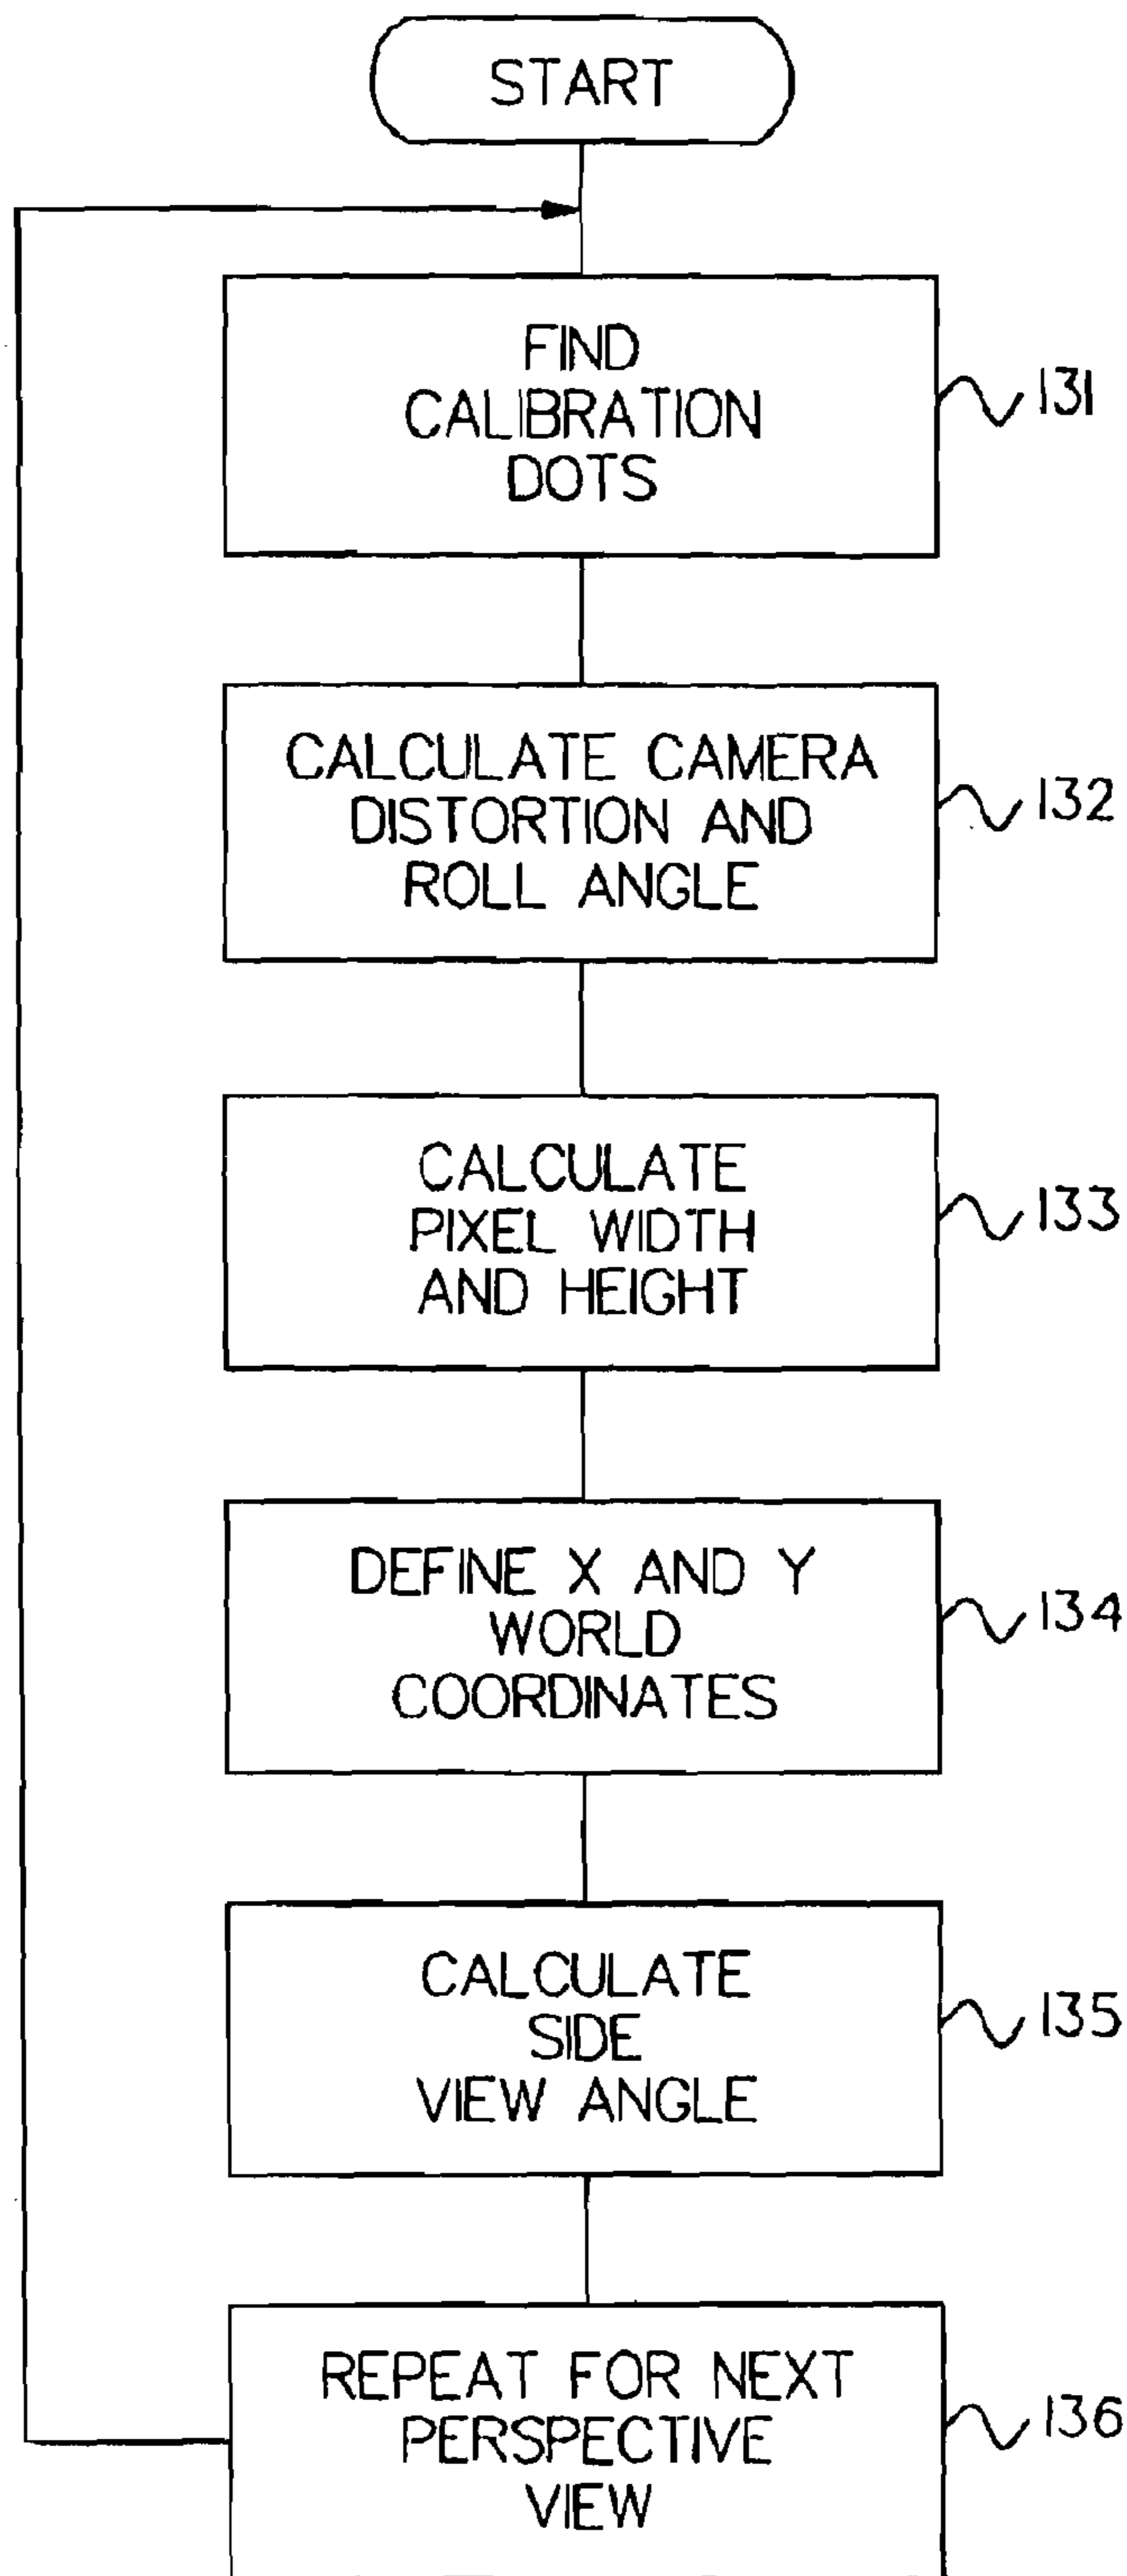 START
FIND
CALIBRATION
DOTS
131
CALCULATE CAMERA
DISTORTION AND
ROLL ANGLE
132
CALCULATE
PIXEL WIDTH
AND HEIGHT
133
DEFINE X AND Y
WORLD
COORDINATES
134
CALCULATE
SIDE
VIEW ANGLE
135
REPEAT FOR NEXT
PERSPECTIVE
VIEW
136